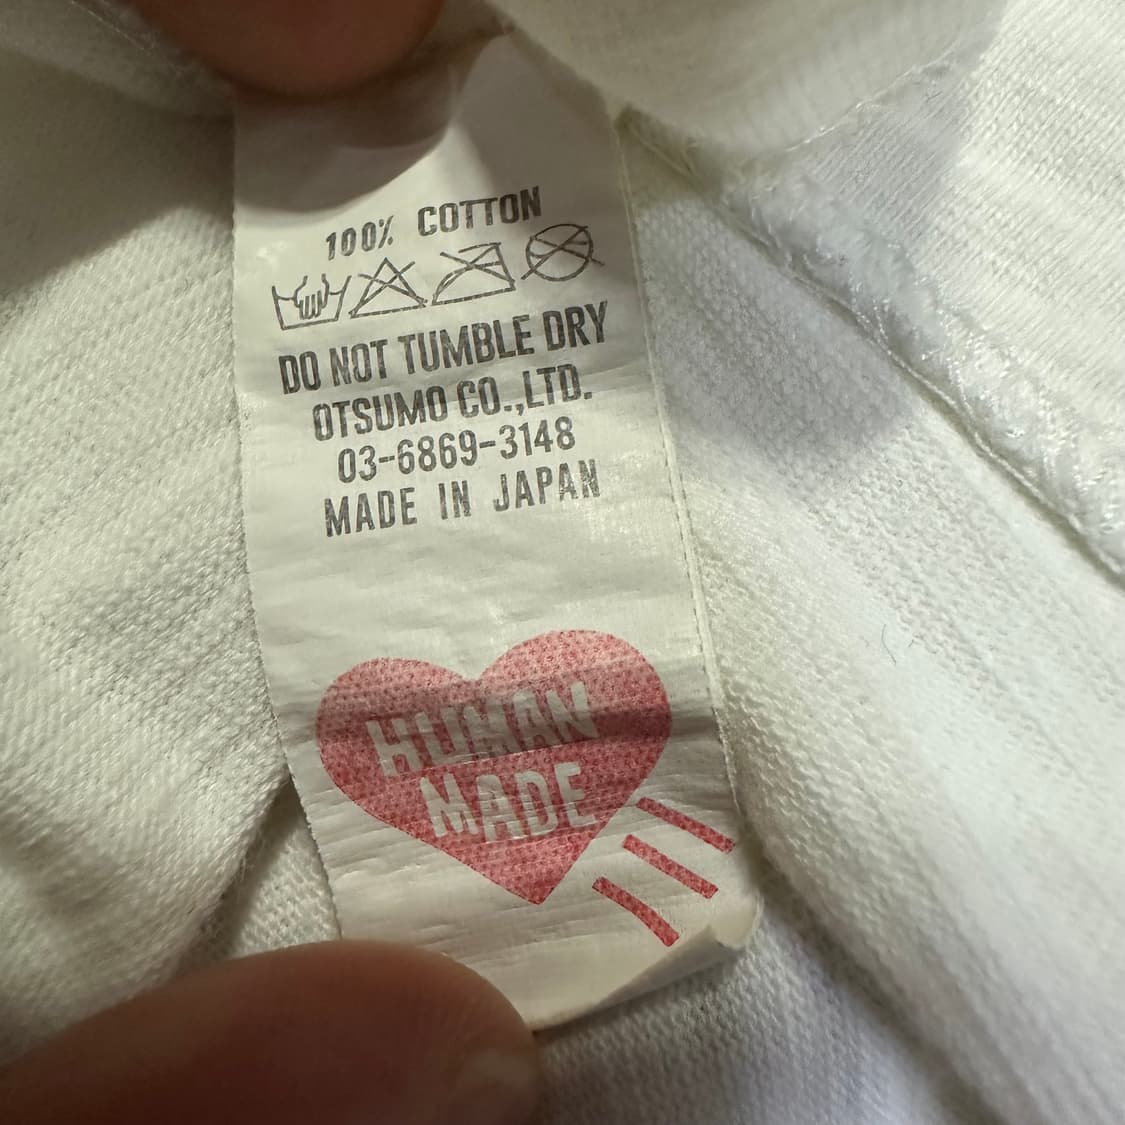 100% COTTON
DO NOT TUMBLE DRY
OTSUMO CO.,LTD.
03-6869-3148
MADE IN JAPAN
HUMAN
MADE